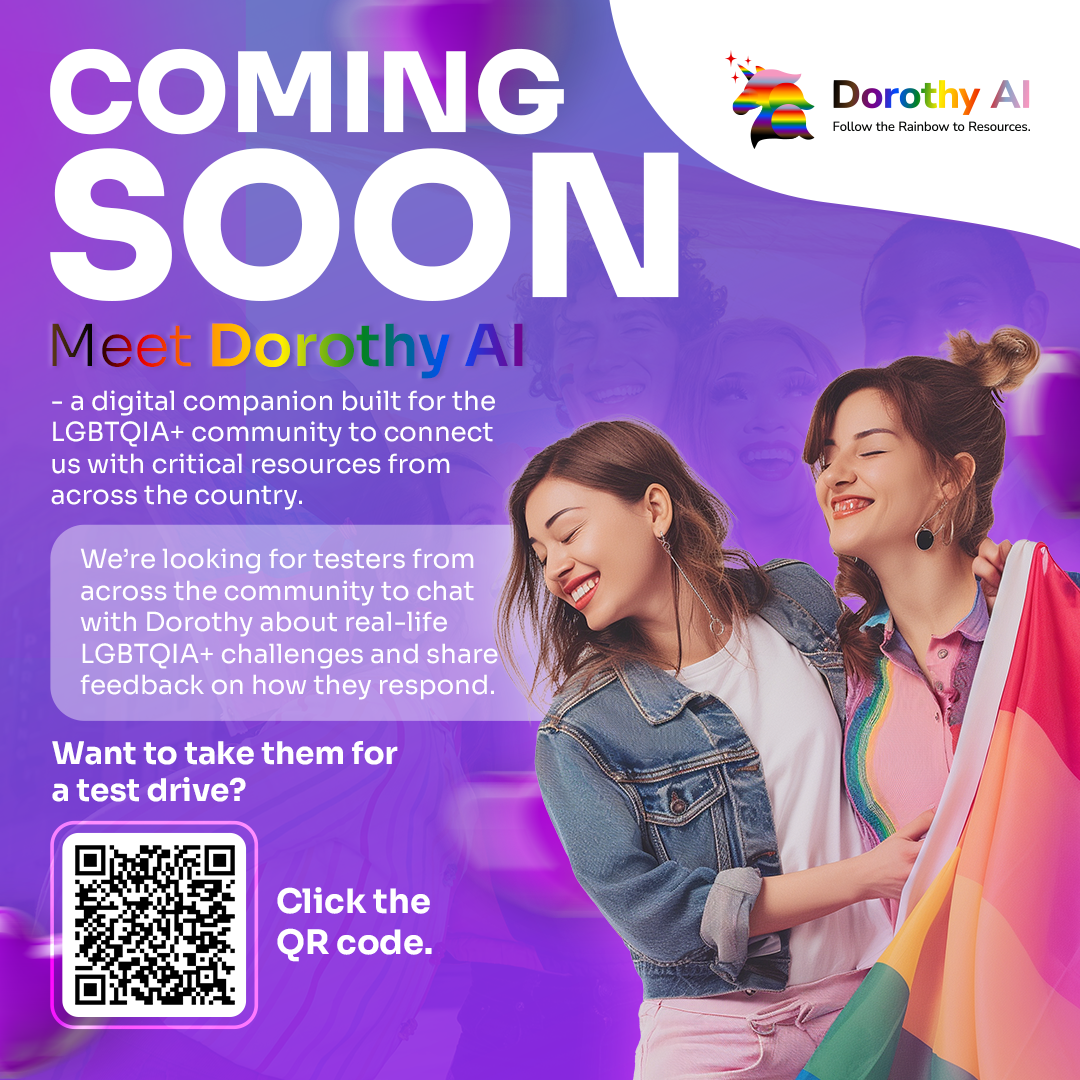 COMING
SOON
Dorothy AI
Follow the Rainbow to Resources.
Meet Dorothy AI
- a digital companion built for the
LGBTQIA+ community to connect
us with critical resources from
across the country.
We’re looking for testers from
across the community to chat
with Dorothy about real-life
LGBTQIA+ challenges and share
feedback on how they respond.
Want to take them for
a test drive?
Click the
QR code.